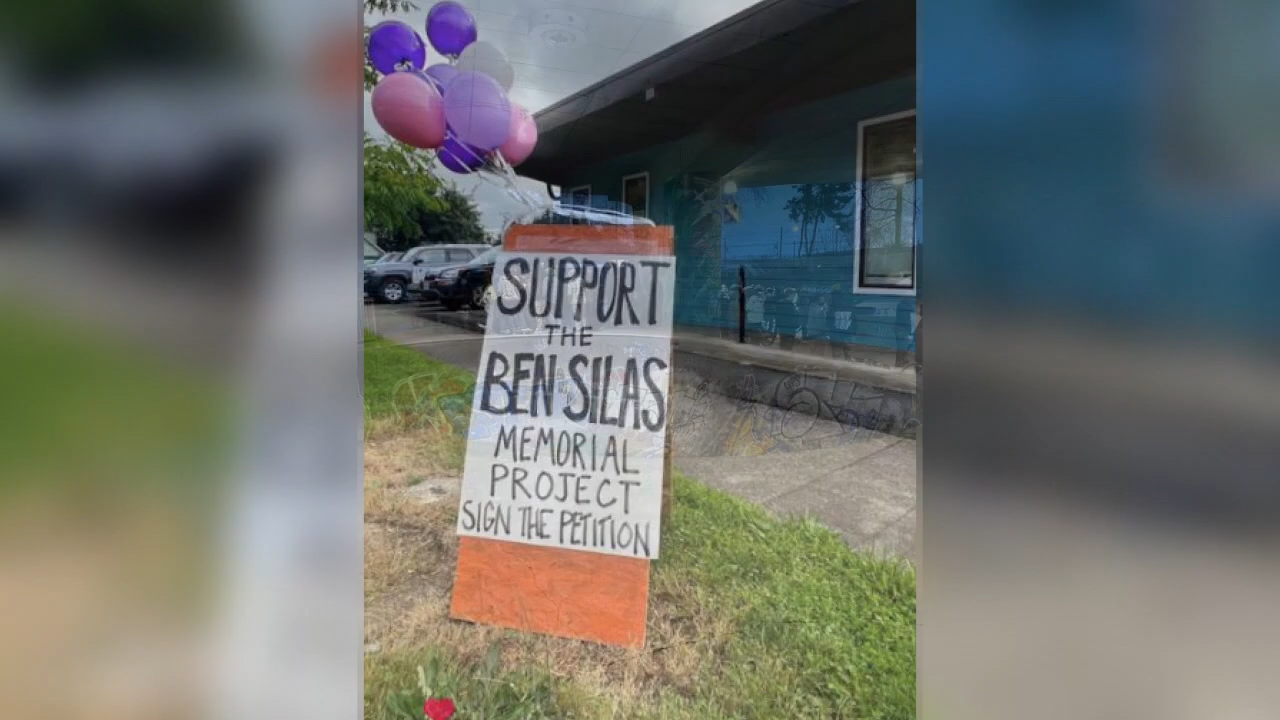 SUPPORT
THE
BEN SILAS
MEMORIAL
PROJECT
SIGN THE PETITION